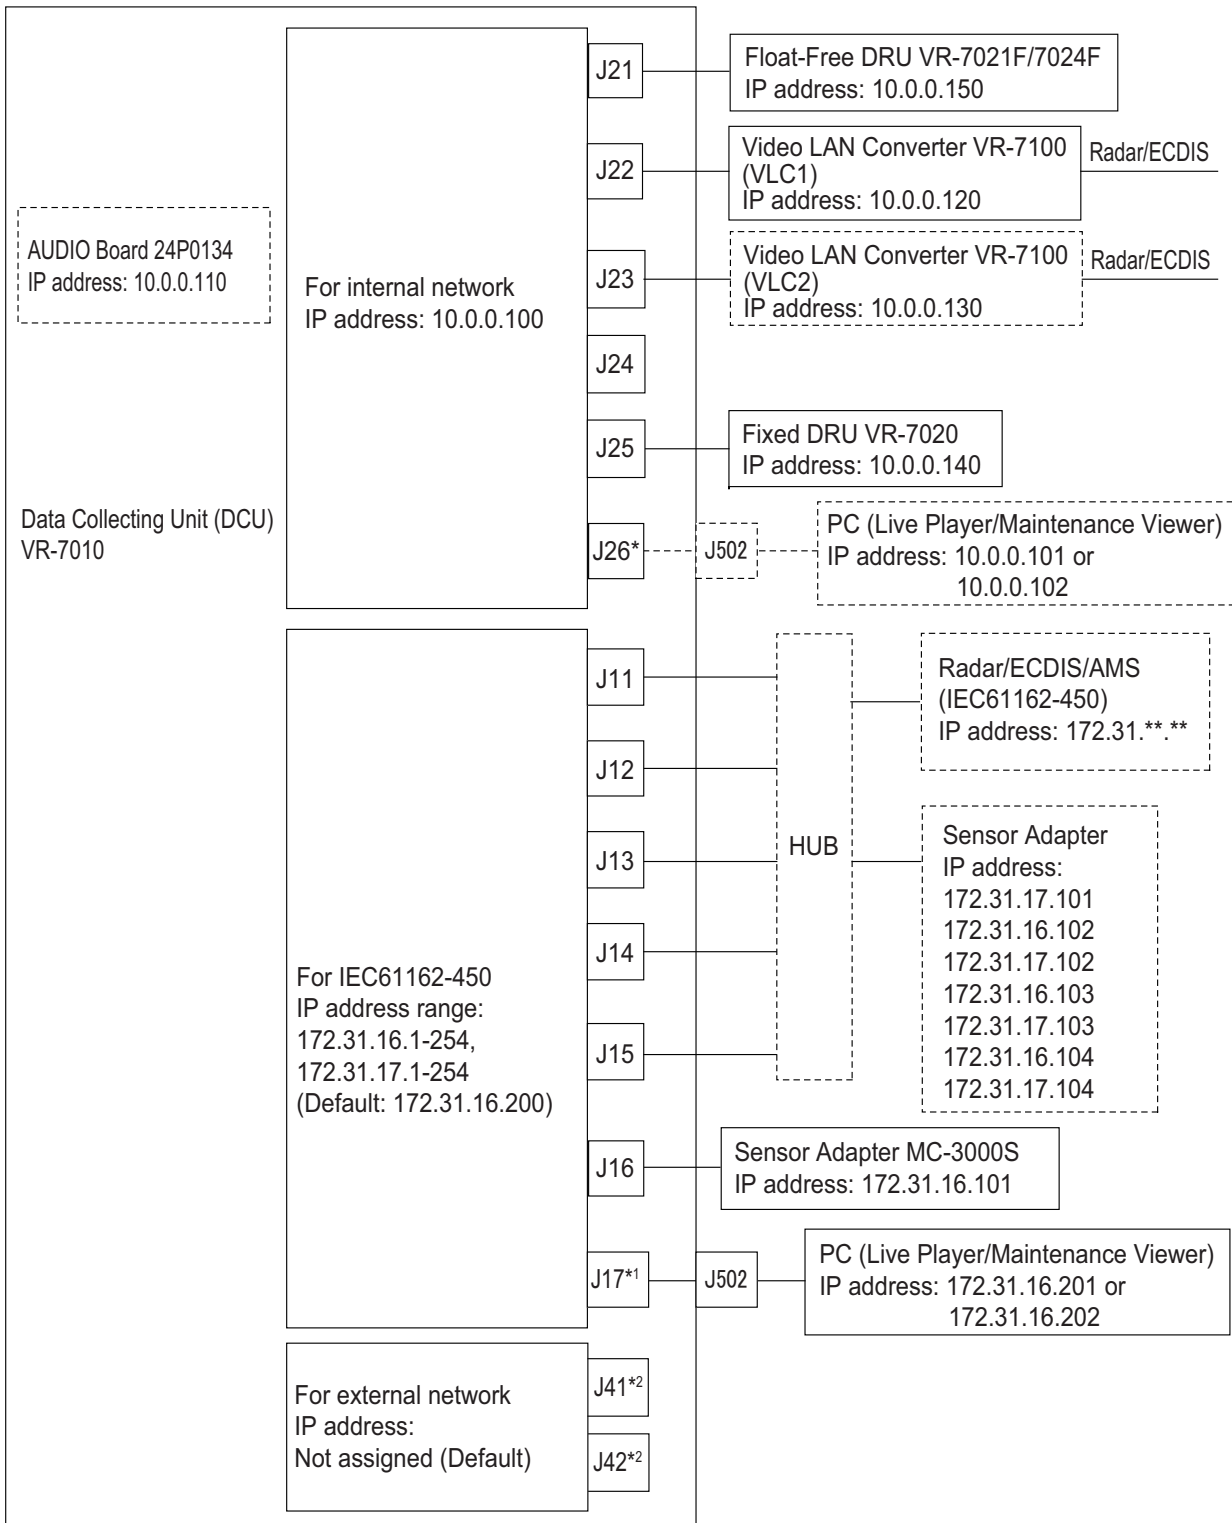 J21
Float-Free DRU VR-7021F/7024F
IP address: 10.0.0.150
J22
Video LAN Converter VR-7100
(VLC1)
IP address: 10.0.0.120
Radar/ECDIS
AUDIO Board 24P0134
IP address: 10.0.0.110
For internal network
IP address: 10.0.0.100
J23
Video LAN Converter VR-7100
(VLC2)
IP address: 10.0.0.130
Radar/ECDIS
J24
J25
Fixed DRU VR-7020
IP address: 10.0.0.140
Data Collecting Unit (DCU)
VR-7010
J26*
J502
PC (Live Player/Maintenance Viewer)
IP address: 10.0.0.101 or
10.0.0.102
J11
J12
J13
J14
J15
HUB
Radar/ECDIS/AMS
(IEC61162-450)
IP address: 172.31.**.**
Sensor Adapter
IP address:
172.31.17.101
172.31.16.102
172.31.17.102
172.31.16.103
172.31.17.103
172.31.16.104
172.31.17.104
For IEC61162-450
IP address range:
172.31.16.1-254,
172.31.17.1-254
(Default: 172.31.16.200)
J16
Sensor Adapter MC-3000S
IP address: 172.31.16.101
J17*1
J502
PC (Live Player/Maintenance Viewer)
IP address: 172.31.16.201 or
172.31.16.202
For external network
IP address:
Not assigned (Default)
J41*2
J42*2